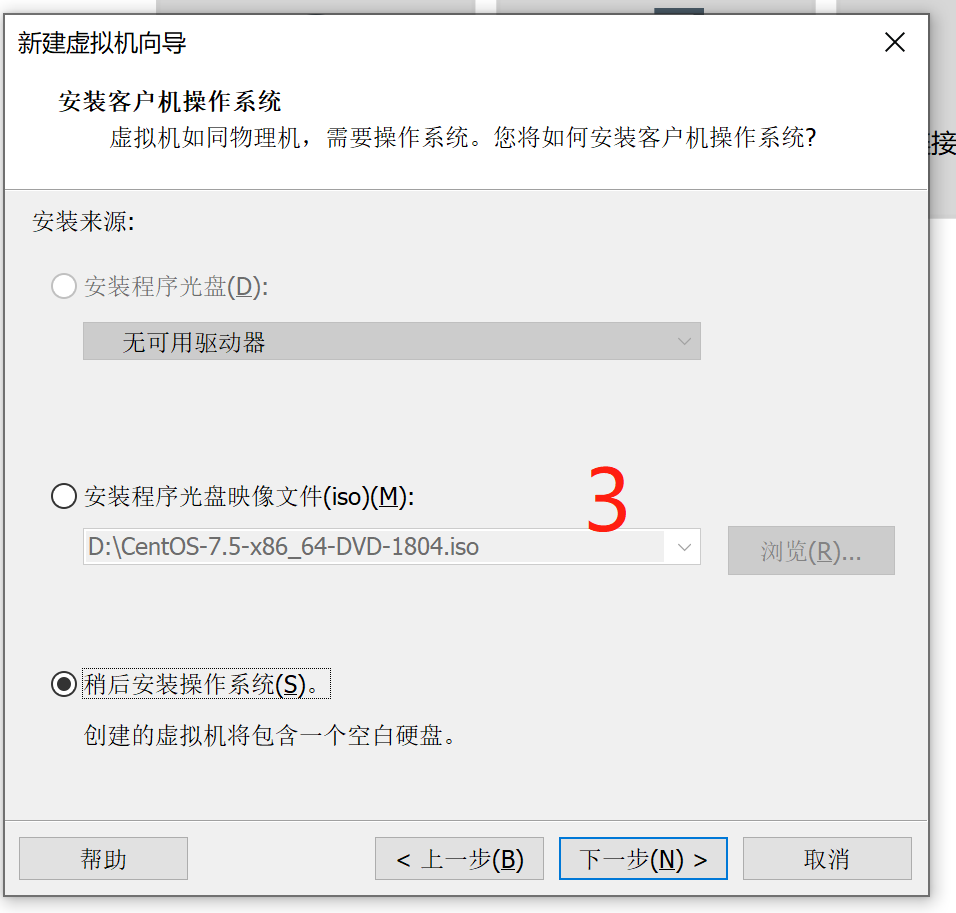 新建虚拟机向导
安装客户机操作系统
虚拟机如同物理机，需要操作系统。您将如何安装客户机操作系统?
接
安装来源:
安装程序光盘(D):
无可用驱动器
安装程序光盘映像文件(iso)(M):
3
D:\CentOS-7.5-x86_64-DVD-1804.iso
浏览(R)...
稍后安装操作系统(S)。
创建的虚拟机将包含一个空白硬盘。
帮助
< 上一步(B)
下一步(N) >
取消